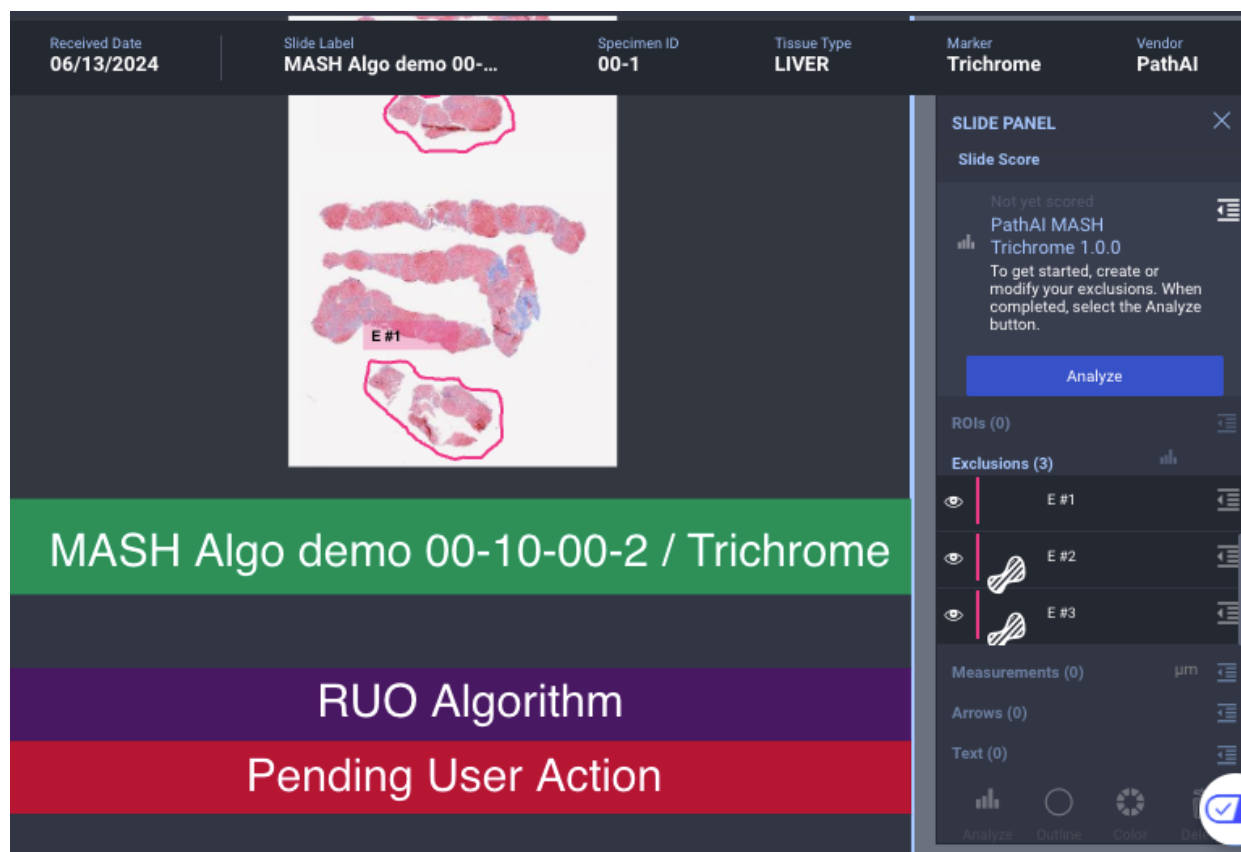 Received Date
06/13/2024
Slide Label
MASH Algo demo 00-...
Specimen ID
00-1
Tissue Type
LIVER
Marker
Trichrome
Vendor
PathAI
SLIDE PANEL
Slide Score
Not yet scored
PathAI MASH
Trichrome 1.0.0
To get started, create or
modify your exclusions. When
completed, select the Analyze
button.
Analyze
ROIs (0)
Exclusions (3)
E #1
E #2
E #3
Measurements (0) μm
Arrows (0)
Text (0)
Analyze Outline Color
E #1
MASH Algo demo 00-10-00-2 / Trichrome
RUO Algorithm
Pending User Action